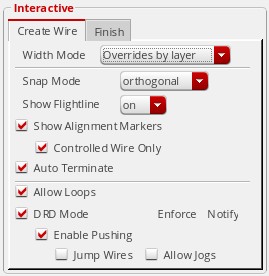 Interactive
Create Wire Finish
Width Mode Overrides by layer
Snap Mode orthogonal
Show Flightline on
Show Alignment Markers
Controlled Wire Only
Auto Terminate
Allow Loops
DRD Mode Enforce Notify
Enable Pushing
Jump Wires Allow Jogs